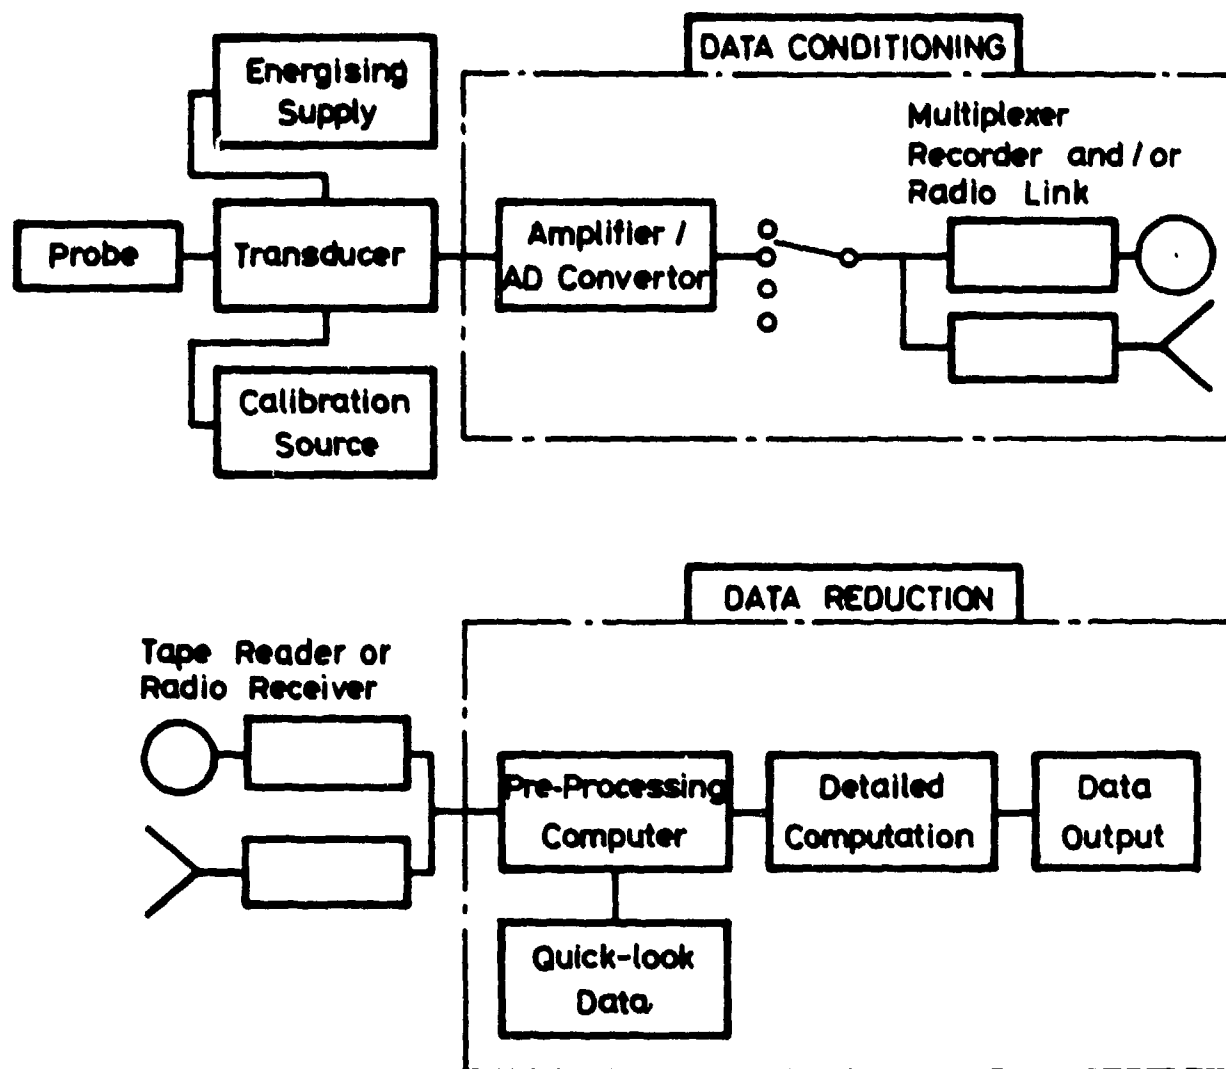 DATA CONDITIONING
Energising
Supply
Multiplexer
Recorder and/or
Radio Link
Probe
Transducer
Amplifier /
AD Convertor
Calibration
Source
DATA REDUCTION
Tape Reader or
Radio Receiver
Pre-Processing
Computer
Detailed
Computation
Data
Output
Quick-look
Data